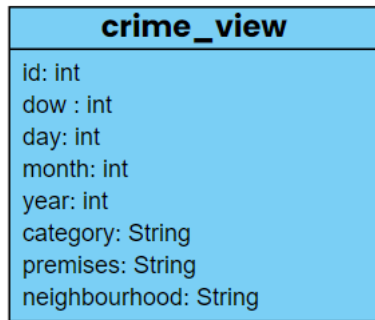 crime_view
id: int
dow : int
day: int
month: int
year: int
category: String
premises: String
neighbourhood: String